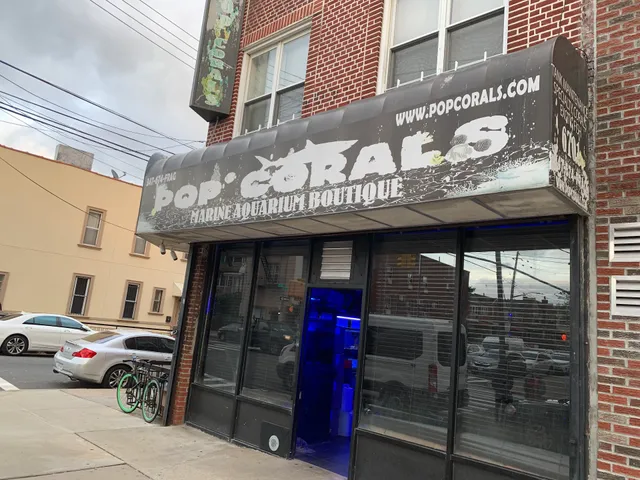 WWW.POPCORALS.COM
POP CORALS
MARINE AQUARIUM BOUTIQUE